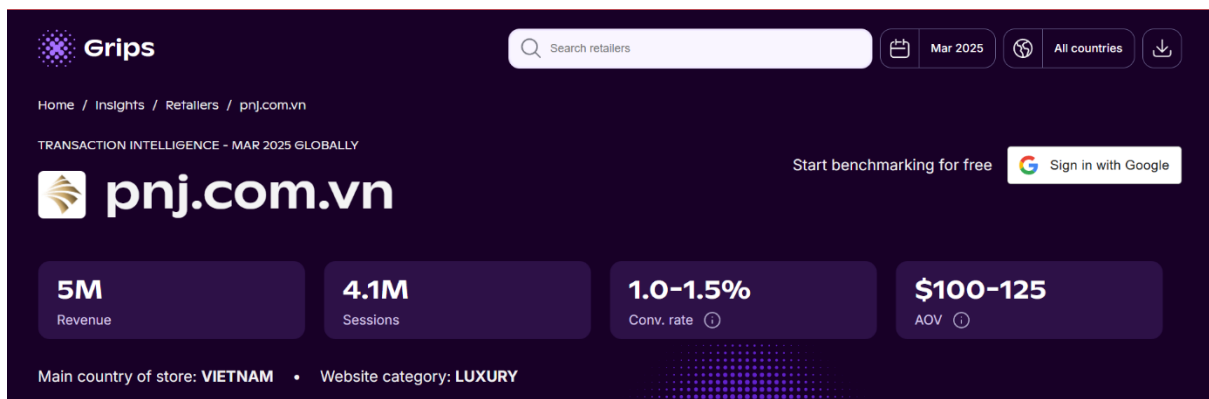 Grips
Search retailers
Mar 2025
All countries
Home / Insights / Retailers / pnj.com.vn
TRANSACTION INTELLIGENCE - MAR 2025 GLOBALLY
Start benchmarking for free
Sign in with Google
pnj.com.vn
5M
Revenue
4.1M
Sessions
1.0-1.5%
Conv. rate
$100-125
AOV
Main country of store: VIETNAM • Website category: LUXURY